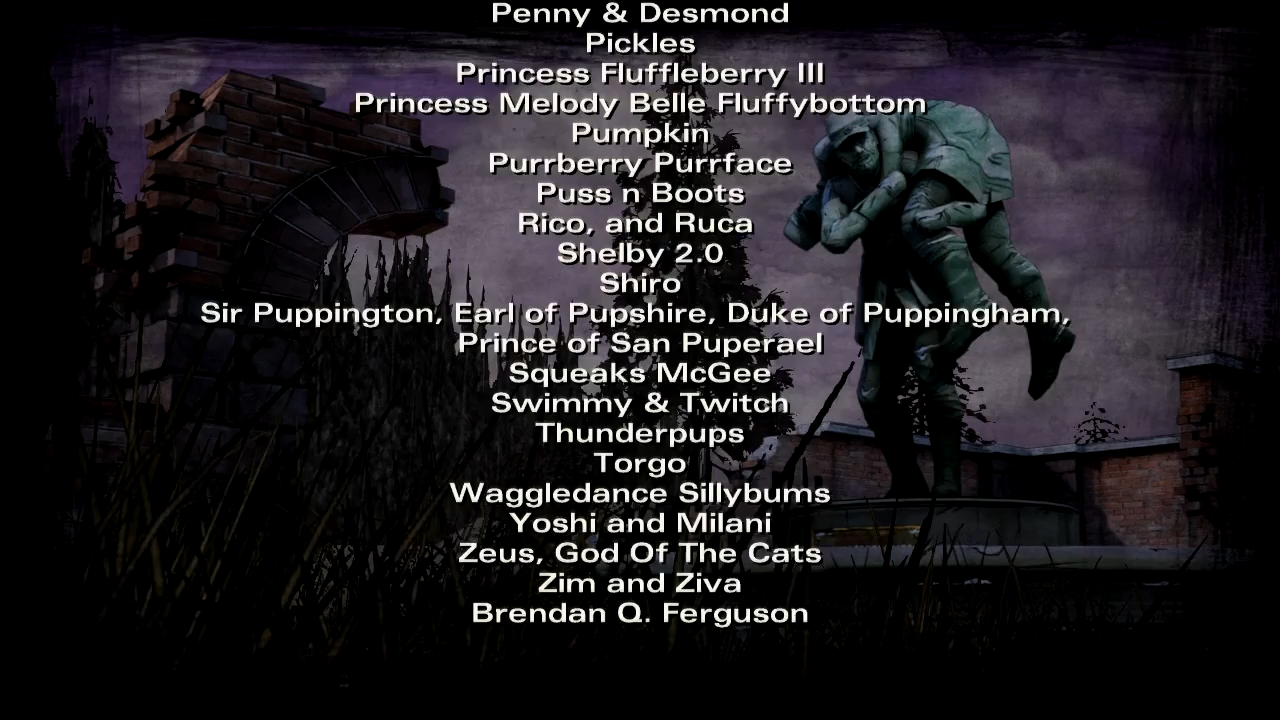 Penny & Desmond
Pickles
Princess Fluffleberry III
Princess Melody Belle Fluffybottom
Pumpkin
Purrberry Purrface
Puss n Boots
Rico, and Ruca
Shelby 2.0
Shiro
Sir Puppington, Earl of Pupshire, Duke of Puppingham,
Prince of San Puperael
Squeaks McGee
Swimmy & Twitch
Thunderpups
Torgo
Waggledance Sillybums
Yoshi and Milani
Zeus, God Of The Cats
Zim and Ziva
Brendan Q. Ferguson